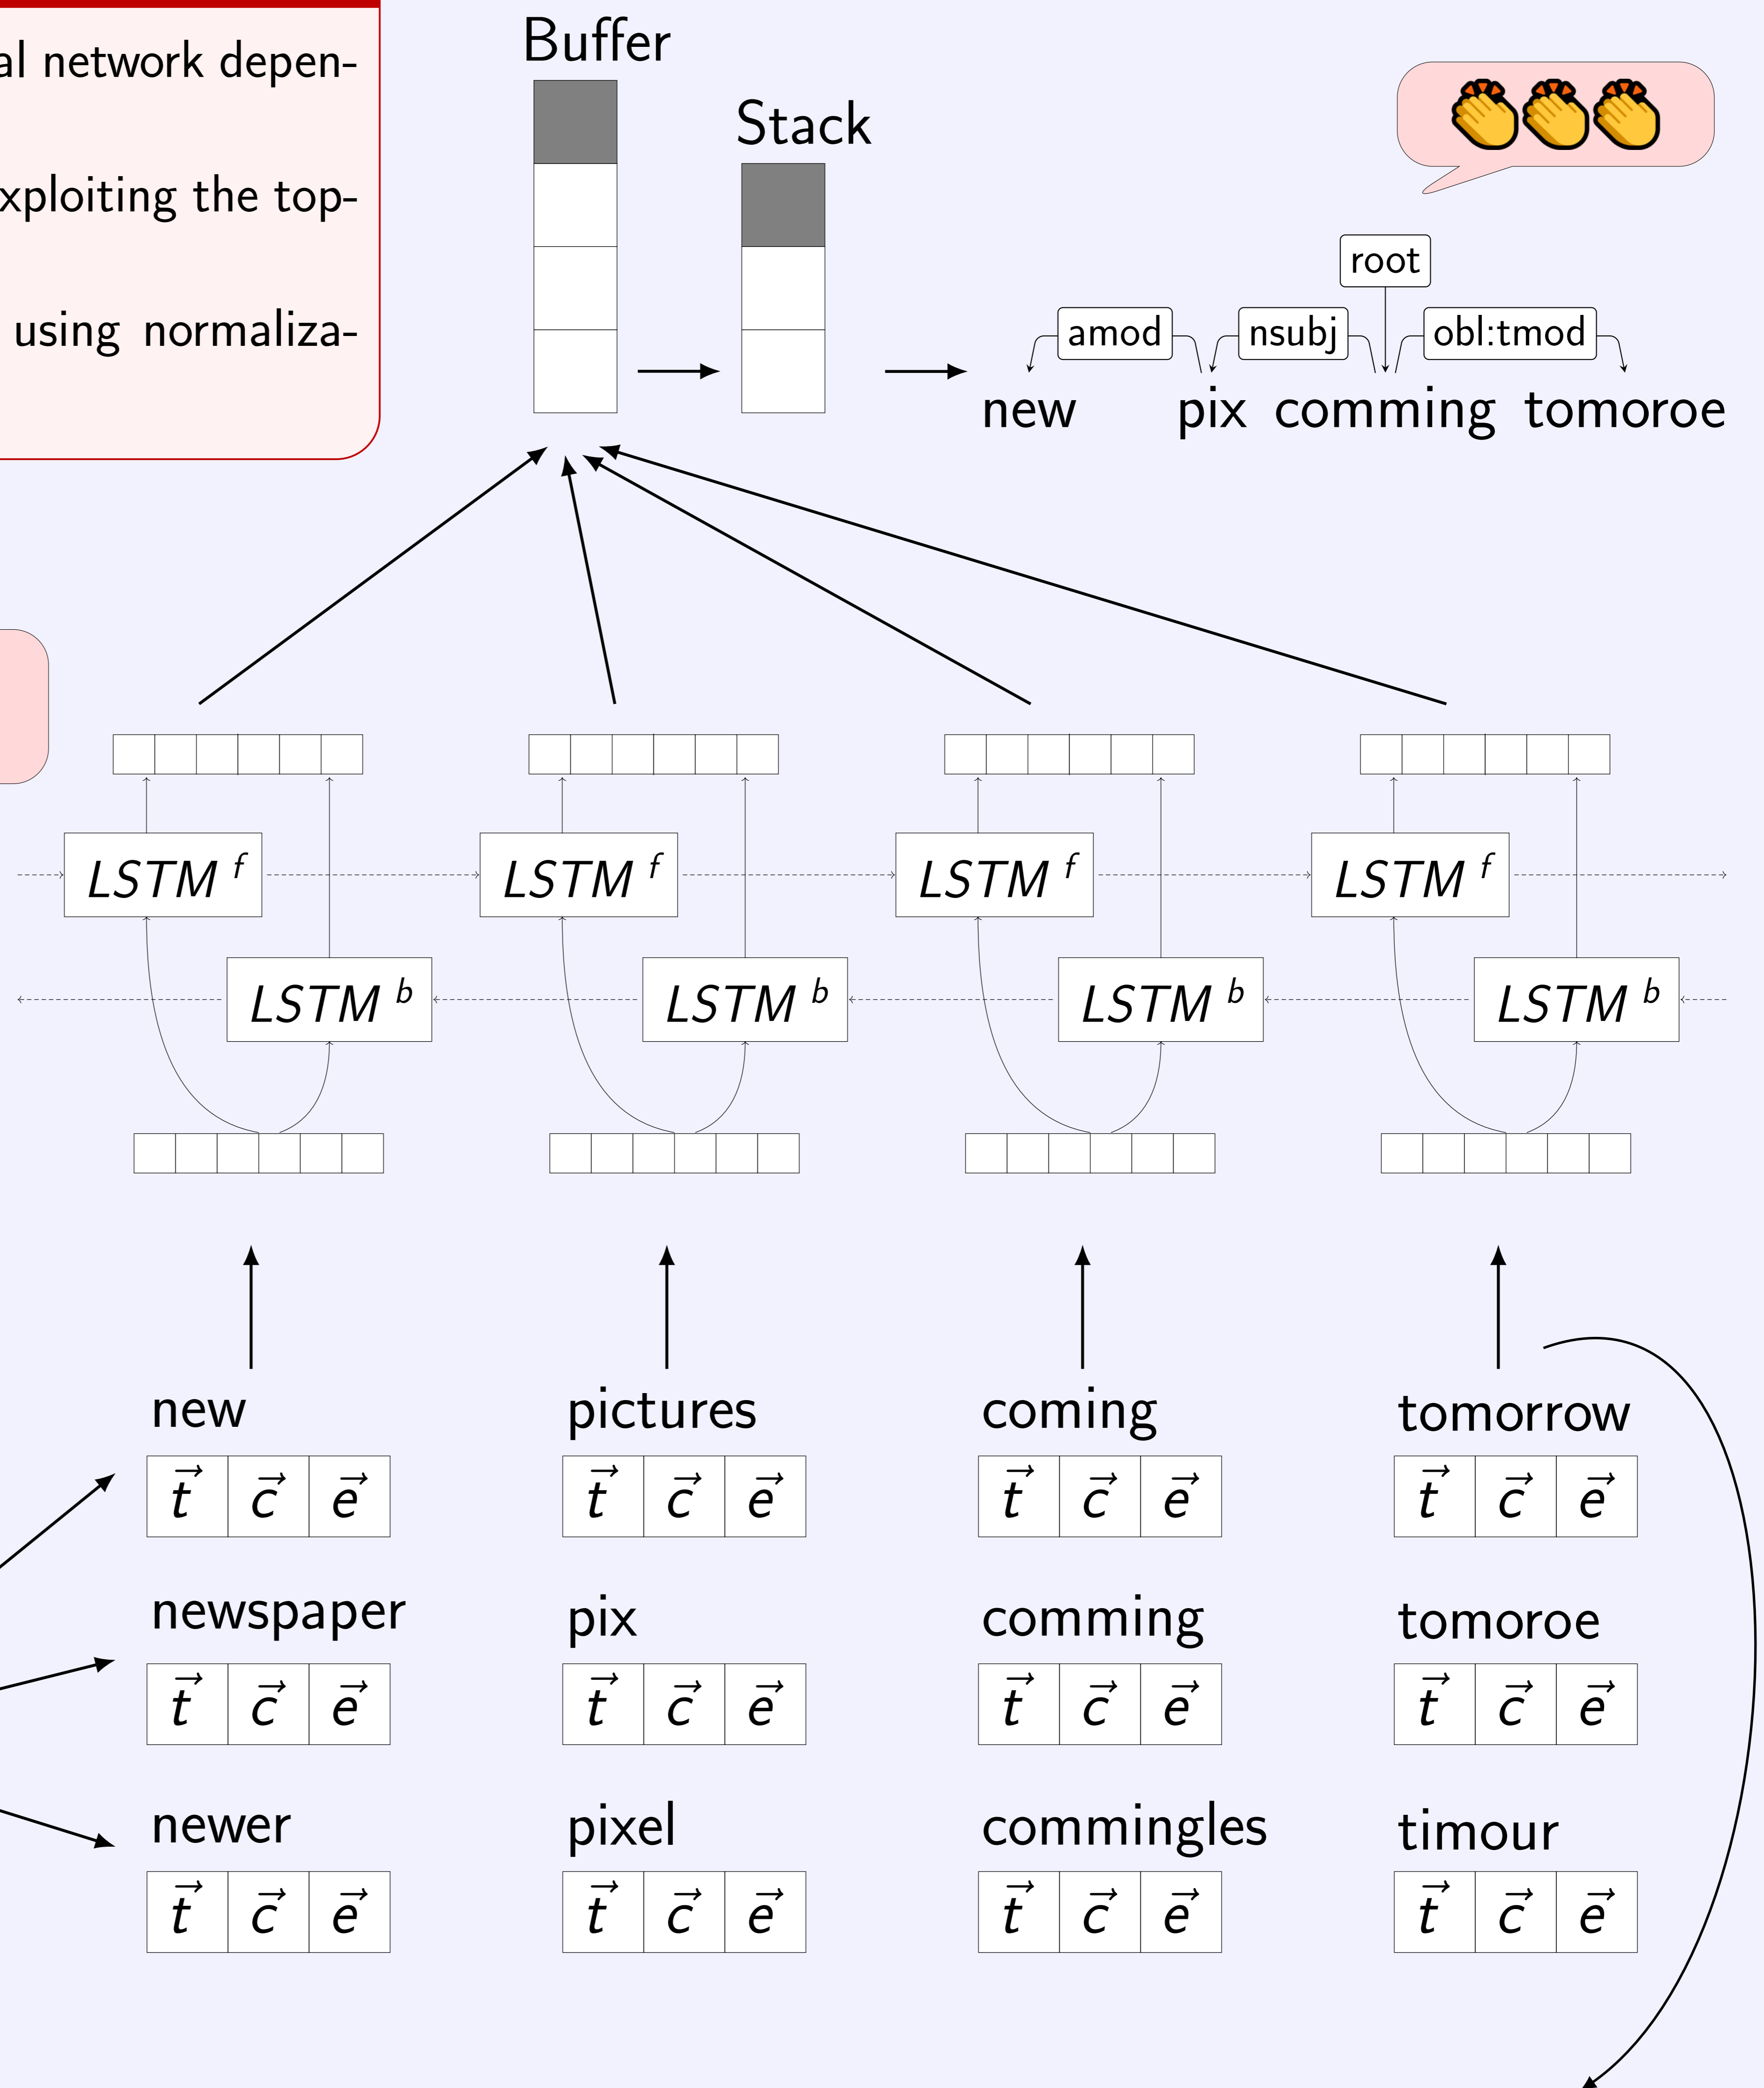 al network depen-
xploiting the top-
using normaliza-
Buffer
Stack
root
amod nsubj obl:tmod
new pix comming tomoroe
LSTM f LSTM f LSTM f LSTM f
LSTM b LSTM b LSTM b LSTM b
new pictures coming tomorrow
t c e t c e t c e t c e
newspaper pix comming tomoroe
t c e t c e t c e t c e
newer pixel commingles timour
t c e t c e t c e t c e